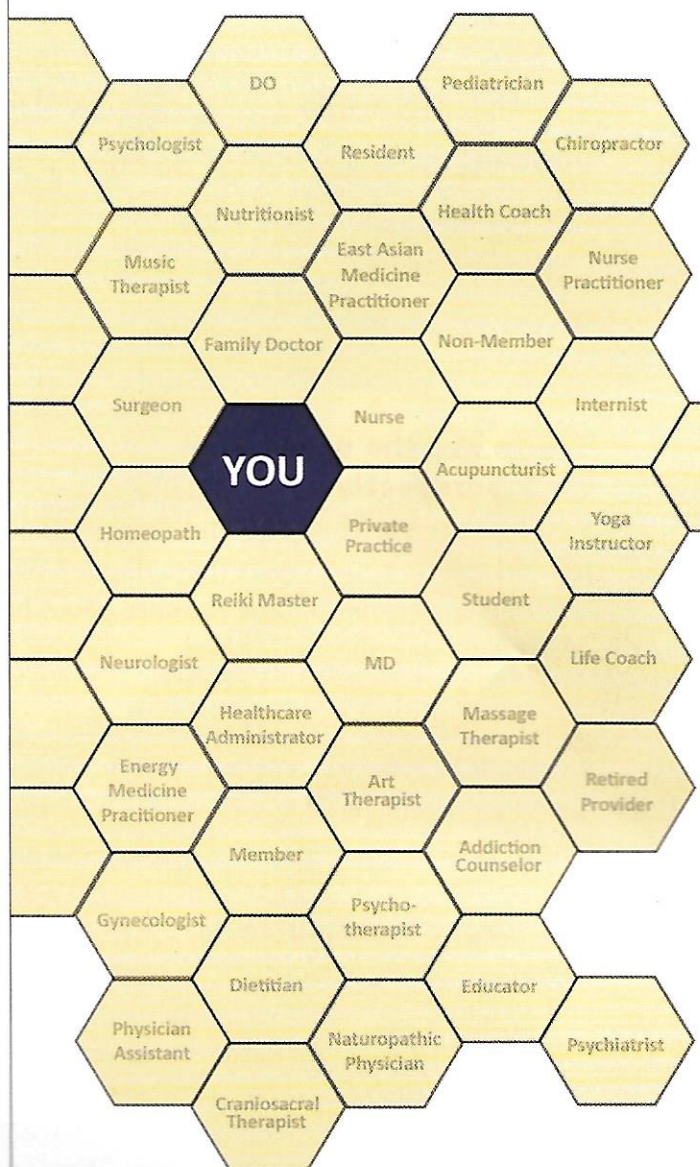 DO
Pediatrician
Psychologist
Resident
Chiropractor
Nutritionist
Health Coach
Music
Therapist
East Asian
Medicine
Practitioner
Nurse
Practitioner
Family Doctor
Non-Member
Surgeon
Nurse
Internist
YOU
Acupuncturist
Homeopath
Private
Practice
Yoga
Instructor
Reiki Master
Student
Neurologist
MD
Life Coach
Healthcare
Administrator
Massage
Therapist
Energy
Medicine
Pracitioner
Art
Therapist
Retired
Provider
Member
Addiction
Counselor
Gynecologist
Psycho-
therapist
Dietitian
Educator
Physician
Assistant
Naturopathic
Physician
Psychiatrist
Craniosacral
Therapist